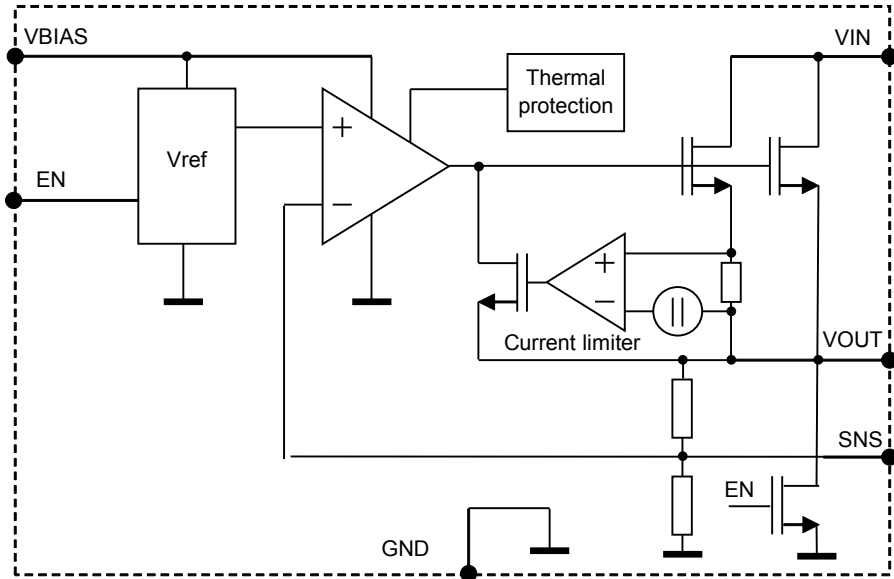 VBIAS
VIN
Thermal
protection
+
Vref
EN
−
+
−
Current limiter
VOUT
SNS
EN
GND